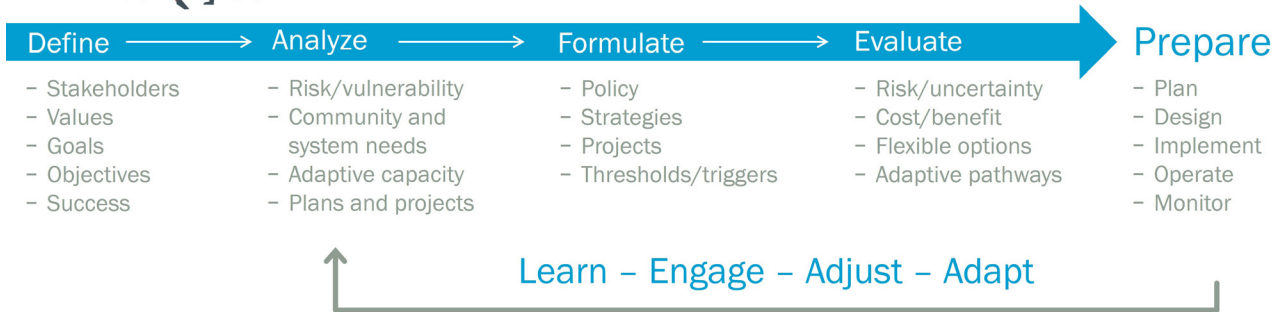 Define
Analyze
Formulate
Evaluate
Prepare
– Stakeholders
– Values
– Goals
– Objectives
– Success
– Risk/vulnerability
– Community and
system needs
– Adaptive capacity
– Plans and projects
– Policy
– Strategies
– Projects
– Thresholds/triggers
– Risk/uncertainty
– Cost/benefit
– Flexible options
– Adaptive pathways
– Plan
– Design
– Implement
– Operate
– Monitor
Learn – Engage – Adjust – Adapt